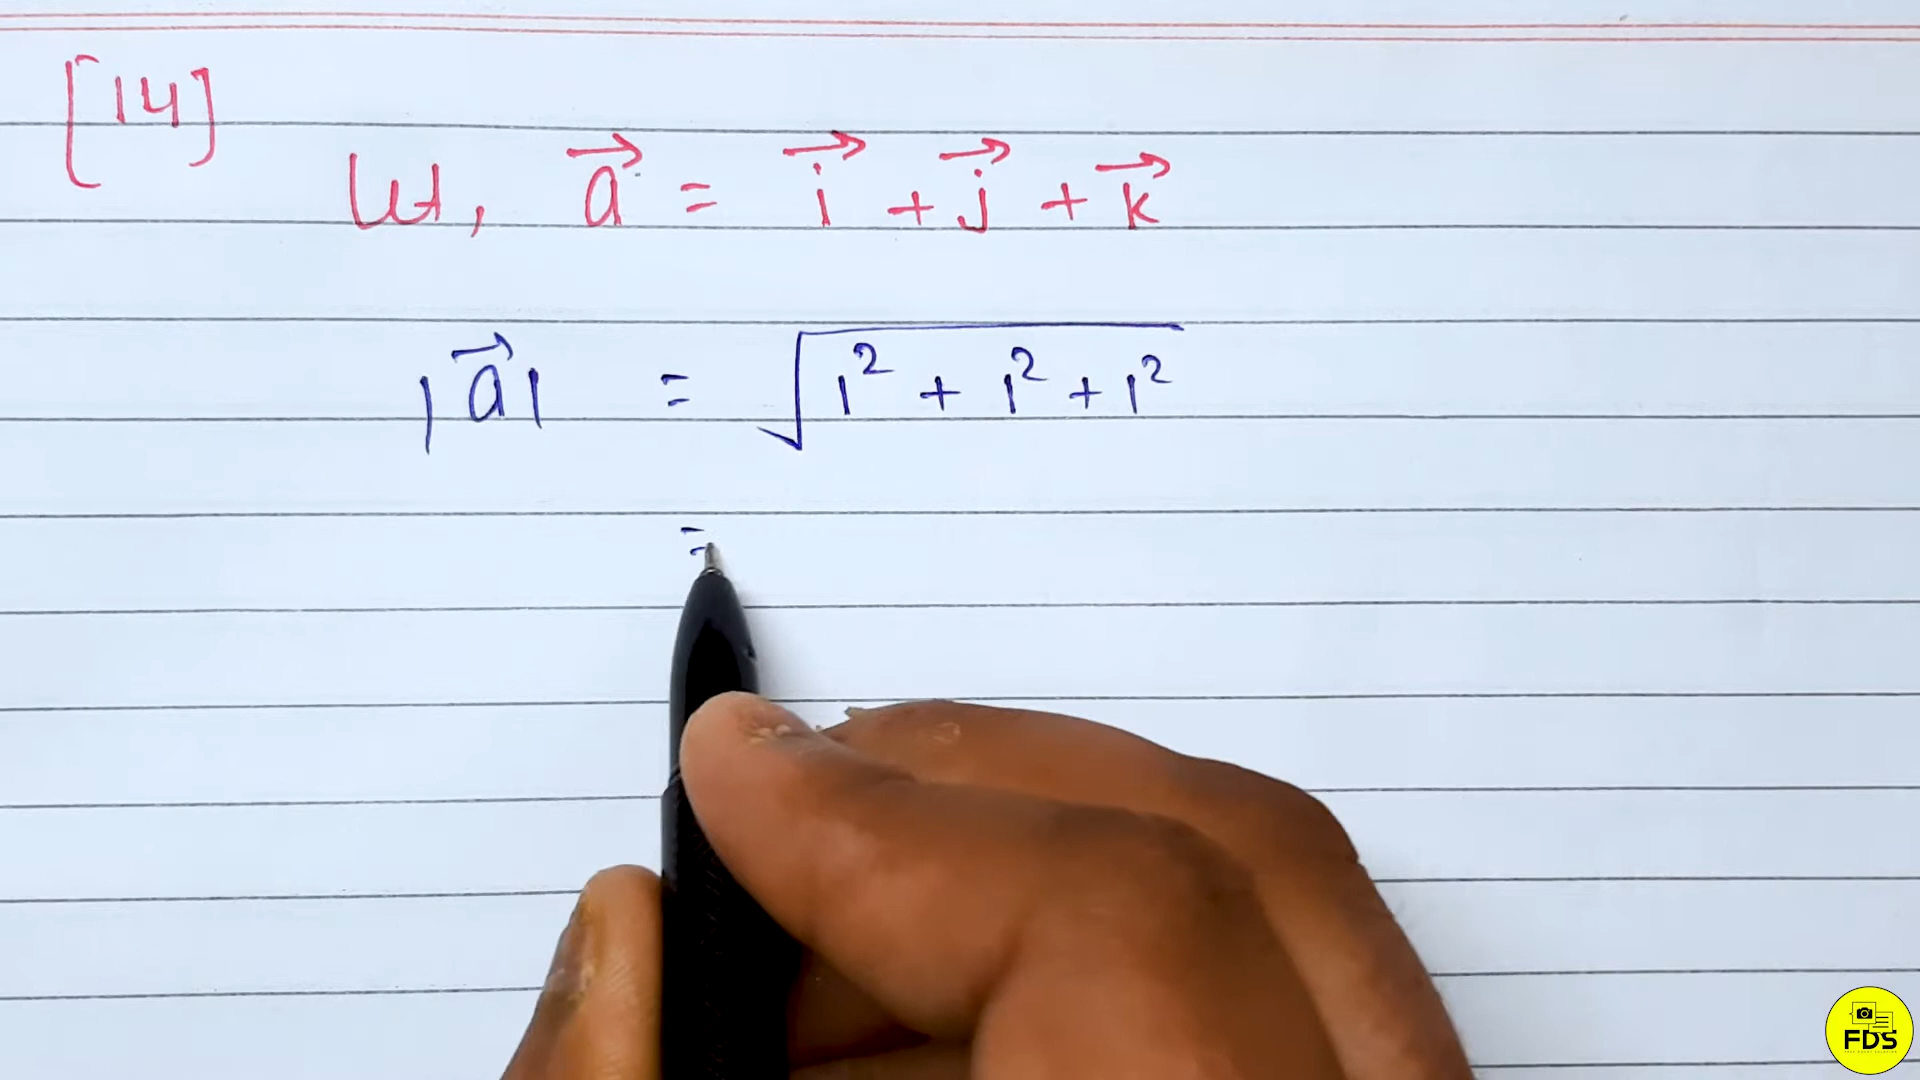 [14]
Let, a⃗ = i⃗ + j⃗ + k⃗
|a⃗| = √(1² + 1² + 1²)
=
FDS